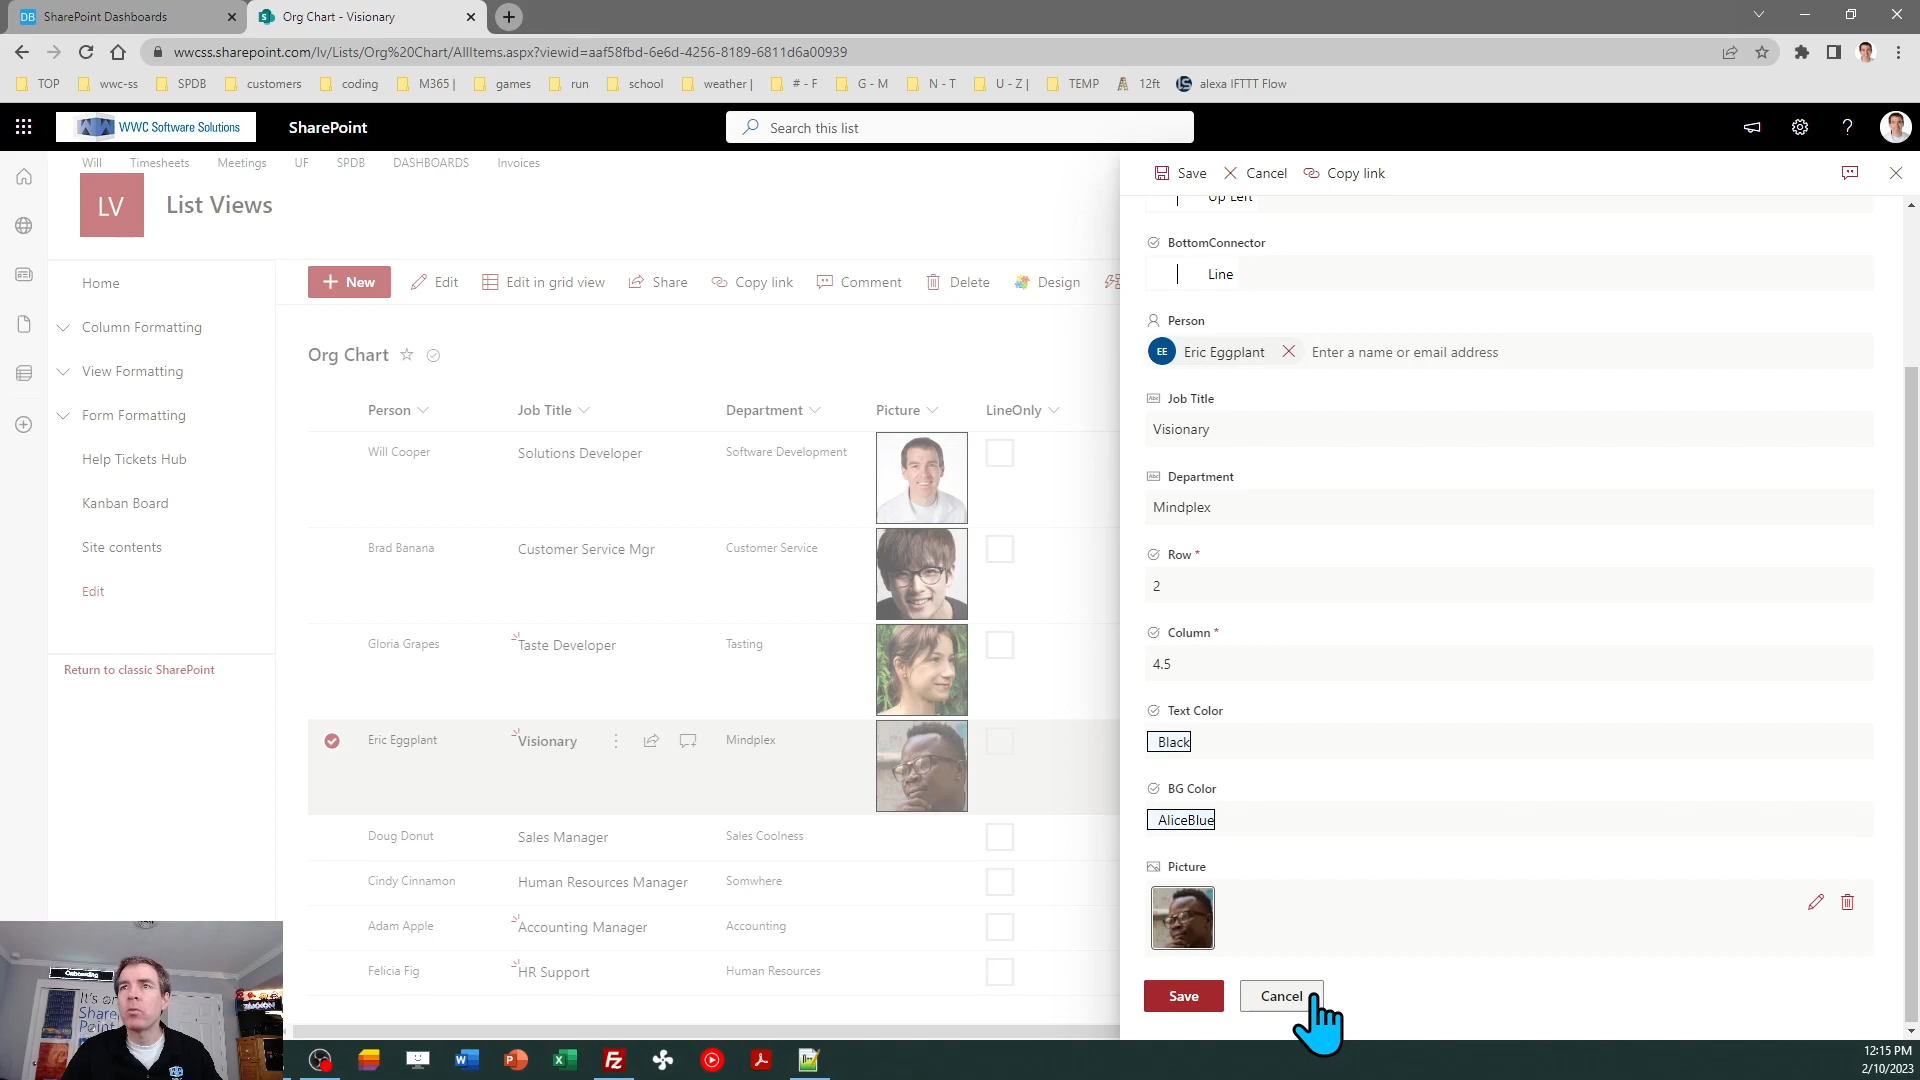 SharePoint Dashboards
Org Chart - Visionary
wwcss.sharepoint.com/lv/Lists/Org%20Chart/AllItems.aspx?viewid=aaf58fbd-6e6d-4256-8189-6811d6a00939
TOP wwc-ss SPDB customers coding M365 | games run school weather | # - F G - M N - T U - Z | TEMP 12ft alexa IFTTT Flow
WWC Software Solutions
SharePoint
Search this list
Will Timesheets Meetings UF SPDB DASHBOARDS Invoices
LV
List Views
Home
Column Formatting
View Formatting
Form Formatting
Help Tickets Hub
Kanban Board
Site contents
Edit
Return to classic SharePoint
New Edit Edit in grid view Share Copy link Comment Delete Design
Org Chart
Person Job Title Department Picture LineOnly
Will Cooper Solutions Developer Software Development
Brad Banana Customer Service Mgr Customer Service
Gloria Grapes Taste Developer Tasting
Eric Eggplant Visionary Mindplex
Doug Donut Sales Manager Sales Coolness
Cindy Cinnamon Human Resources Manager Somwhere
Adam Apple Accounting Manager Accounting
Felicia Fig HR Support Human Resources
Save Cancel Copy link
Up Left
BottomConnector
Line
Person
EE Eric Eggplant Enter a name or email address
Job Title
Visionary
Department
Mindplex
Row *
2
Column *
4.5
Text Color
Black
BG Color
AliceBlue
Picture
Save Cancel
Onboarding
It's on
Share
Point
12:15 PM
2/10/2023